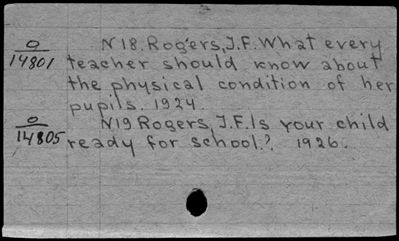 O
14801
N18. Rogers, J.F. What every
teacher should know about
the physical condition of her
pupils. 1924.
O
14805
N19 Rogers, J.F. Is your child
ready for school? 1926.